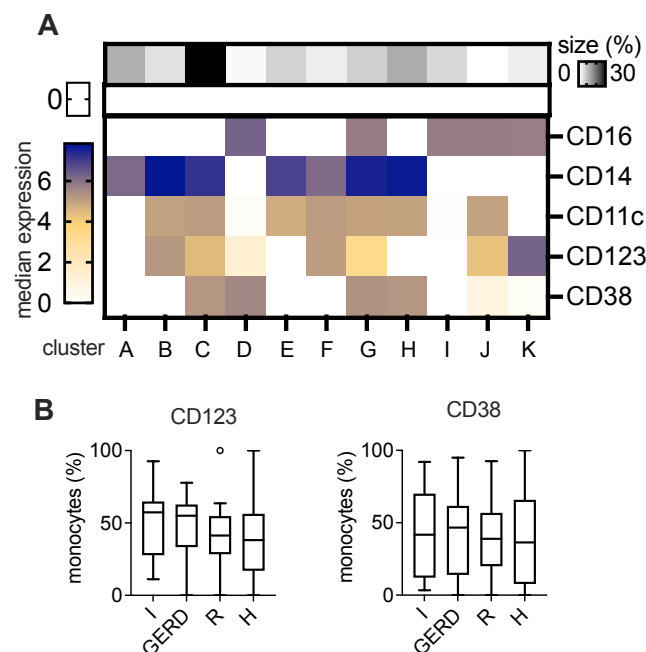 A
size (%)
0 30
0
CD16
CD14
CD11c
CD123
CD38
median expression
6
4
2
0
cluster A B C D E F G H I J K
B
CD123
monocytes (%)
100
50
0
I GERD R H
CD38
monocytes (%)
100
50
0
I GERD R H